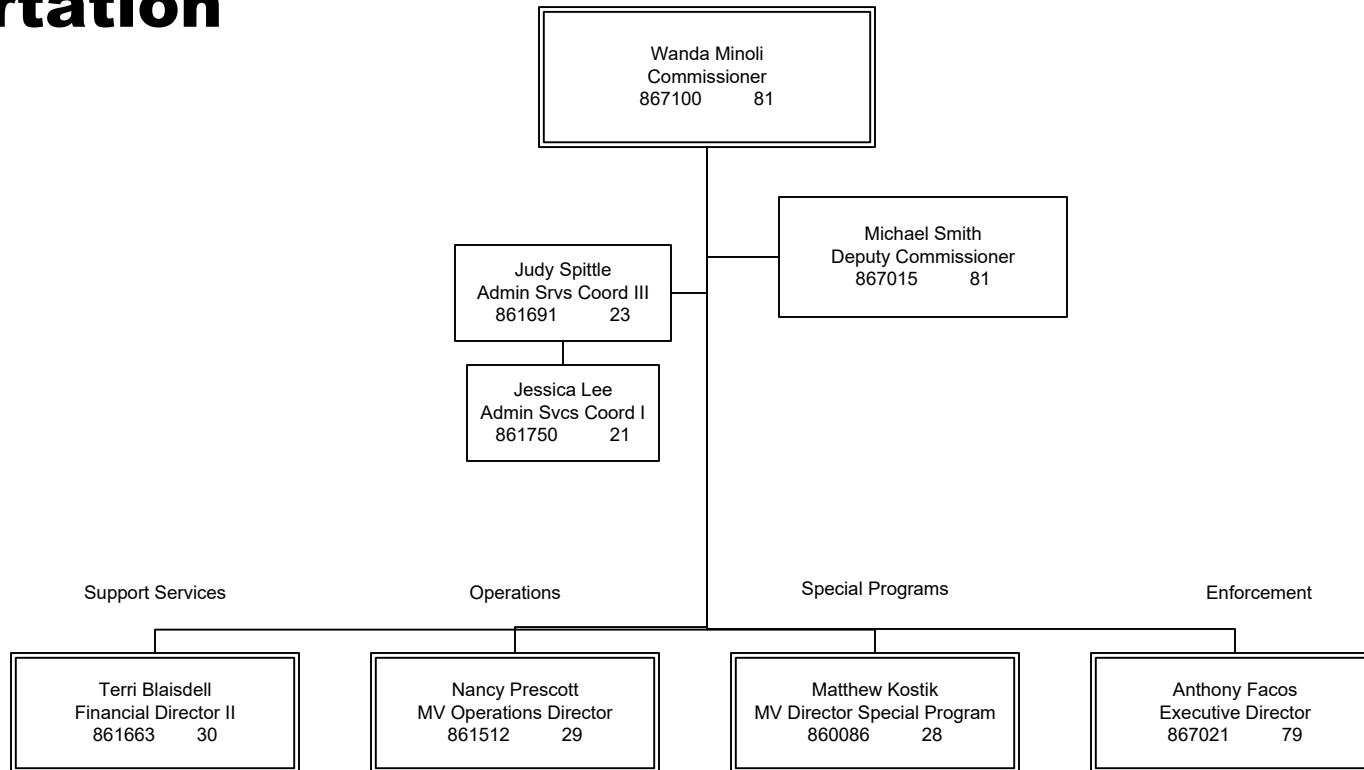 Wanda Minoli
Commissioner
867100 81
Michael Smith
Deputy Commissioner
867015 81
Judy Spittle
Admin Srvs Coord III
861691 23
Jessica Lee
Admin Svcs Coord I
861750 21
Support Services
Operations
Special Programs
Enforcement
Terri Blaisdell
Financial Director II
861663 30
Nancy Prescott
MV Operations Director
861512 29
Matthew Kostik
MV Director Special Program
860086 28
Anthony Facos
Executive Director
867021 79